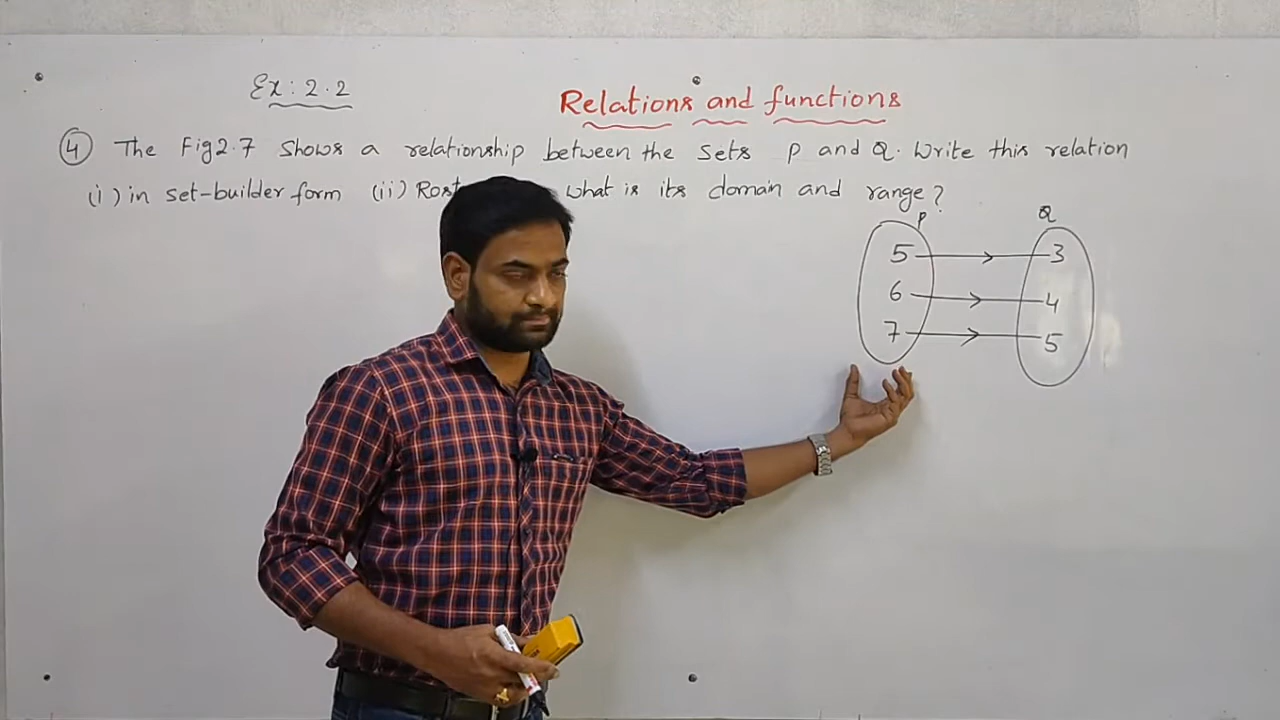 Ex: 2.2
Relations and functions
4 The Fig 2.7 shows a relationship between the sets P and Q. Write this relation
(i) in set-builder form (ii) what is its domain and range?
P Q
5 3
6 4
7 5